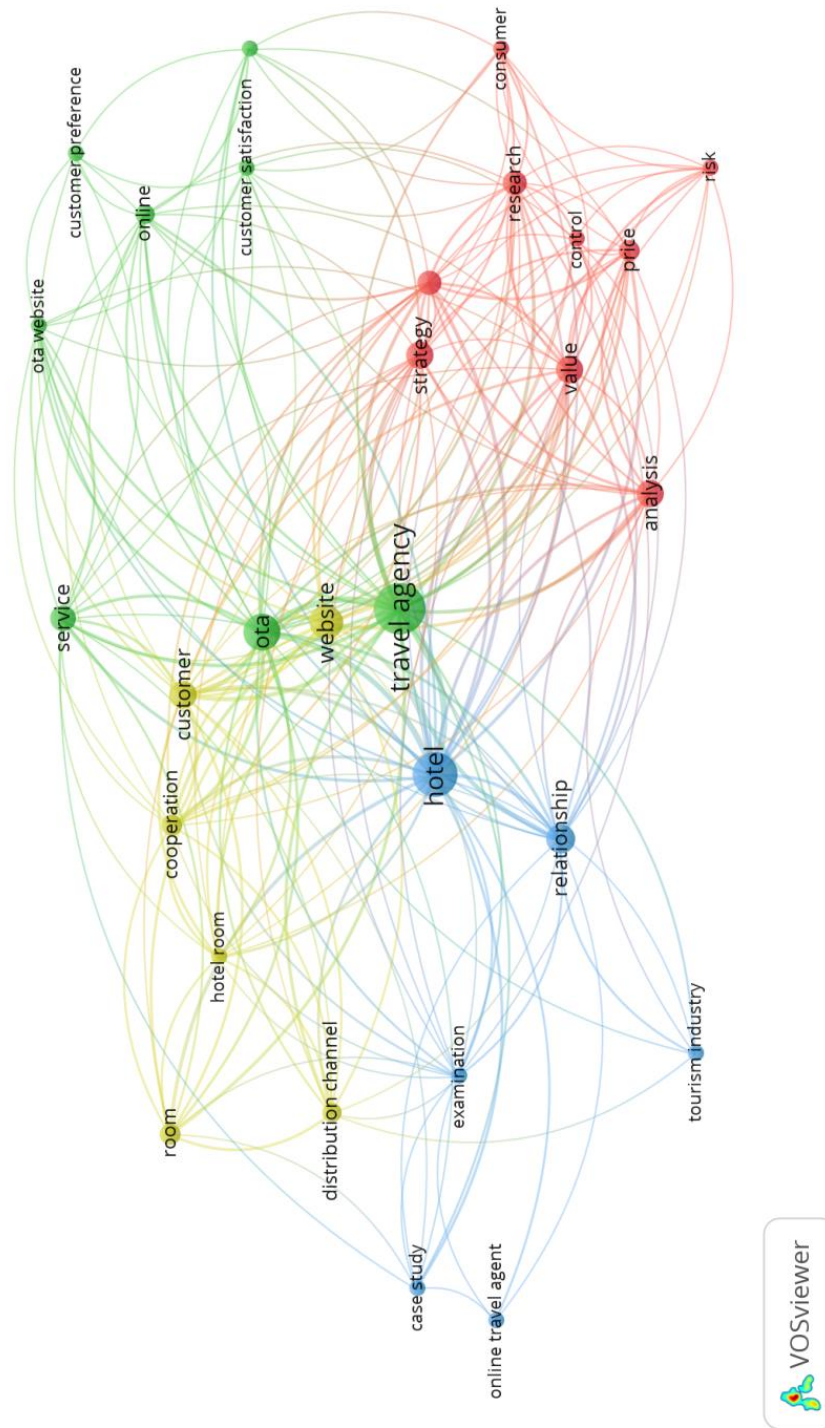 room
distribution channel
case study
online travel agent
examination
tourism industry
hotel room
cooperation
customer
relationship
hotel
service
ota
website
travel agency
analysis
ota website
strategy
value
online
price
control
customer preference
customer satisfaction
research
risk
consumer
VOSviewer